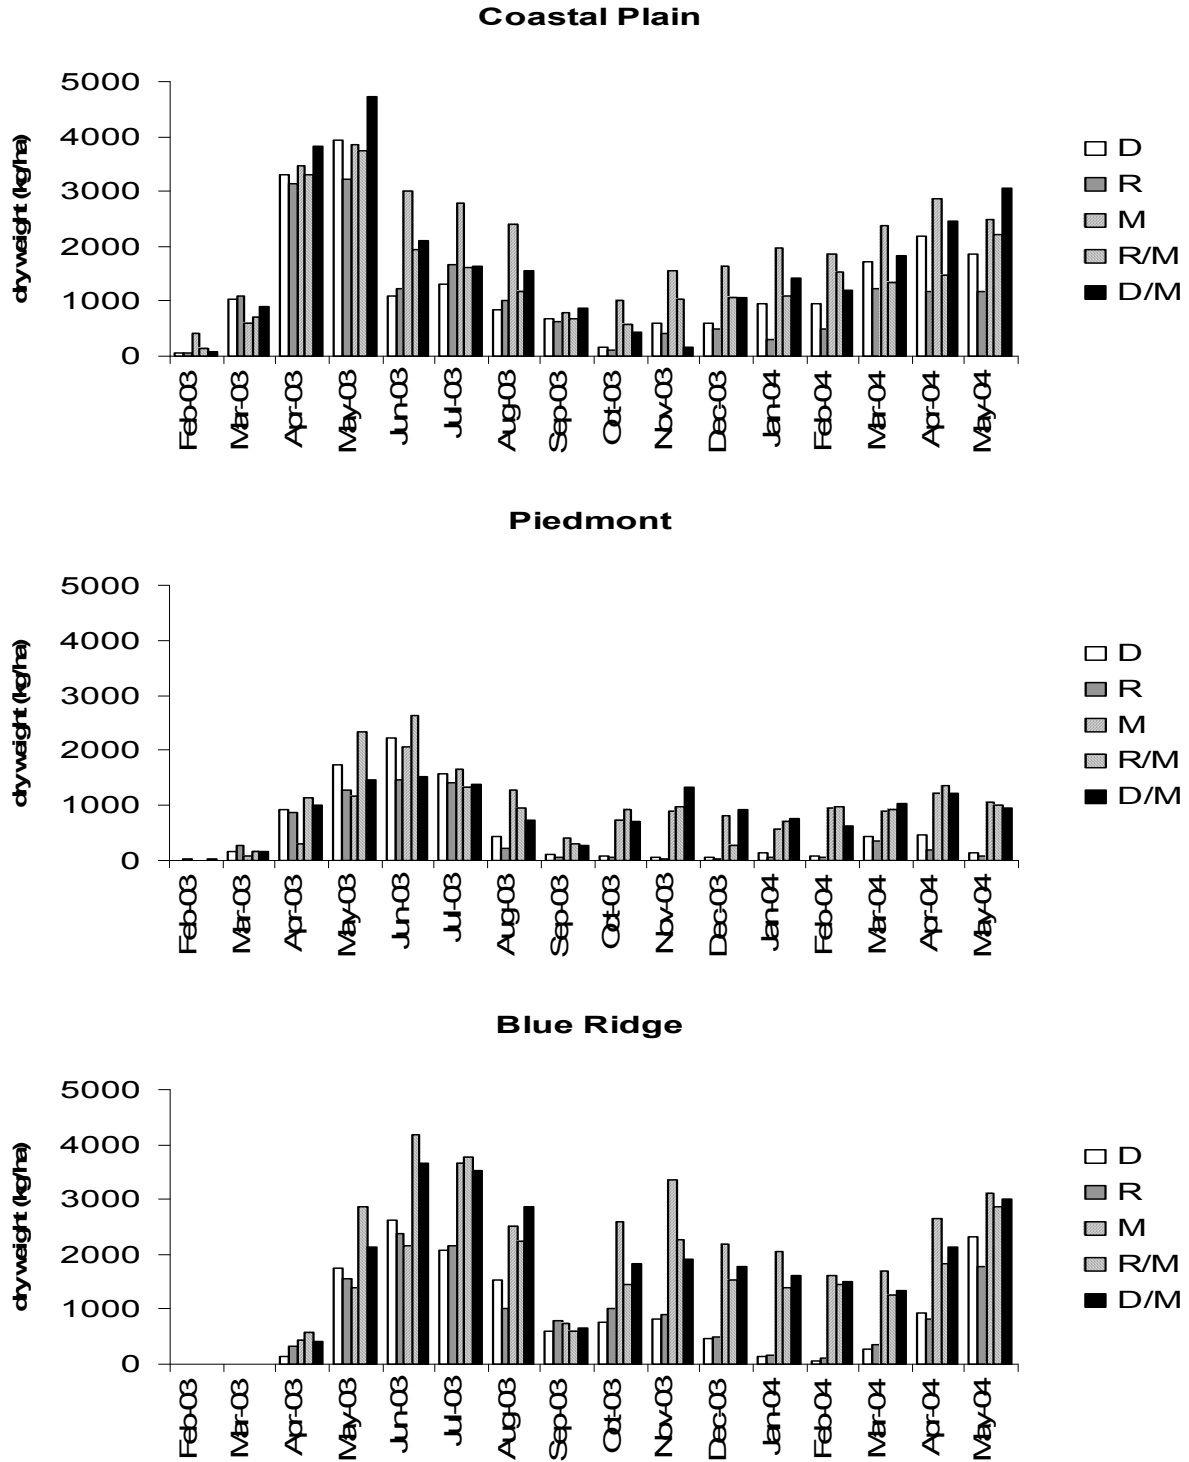 Coastal Plain
dryweight (kg/ha)
5000
4000
3000
2000
1000
0
Feb-03
Mar-03
Apr-03
May-03
Jun-03
Jul-03
Aug-03
Sep-03
Oct-03
Nov-03
Dec-03
Jan-04
Feb-04
Mar-04
Apr-04
May-04
D
R
M
R/M
D/M
Piedmont
dryweight (kg/ha)
5000
4000
3000
2000
1000
0
Feb-03
Mar-03
Apr-03
May-03
Jun-03
Jul-03
Aug-03
Sep-03
Oct-03
Nov-03
Dec-03
Jan-04
Feb-04
Mar-04
Apr-04
May-04
D
R
M
R/M
D/M
Blue Ridge
dryweight (kg/ha)
5000
4000
3000
2000
1000
0
Feb-03
Mar-03
Apr-03
May-03
Jun-03
Jul-03
Aug-03
Sep-03
Oct-03
Nov-03
Dec-03
Jan-04
Feb-04
Mar-04
Apr-04
May-04
D
R
M
R/M
D/M